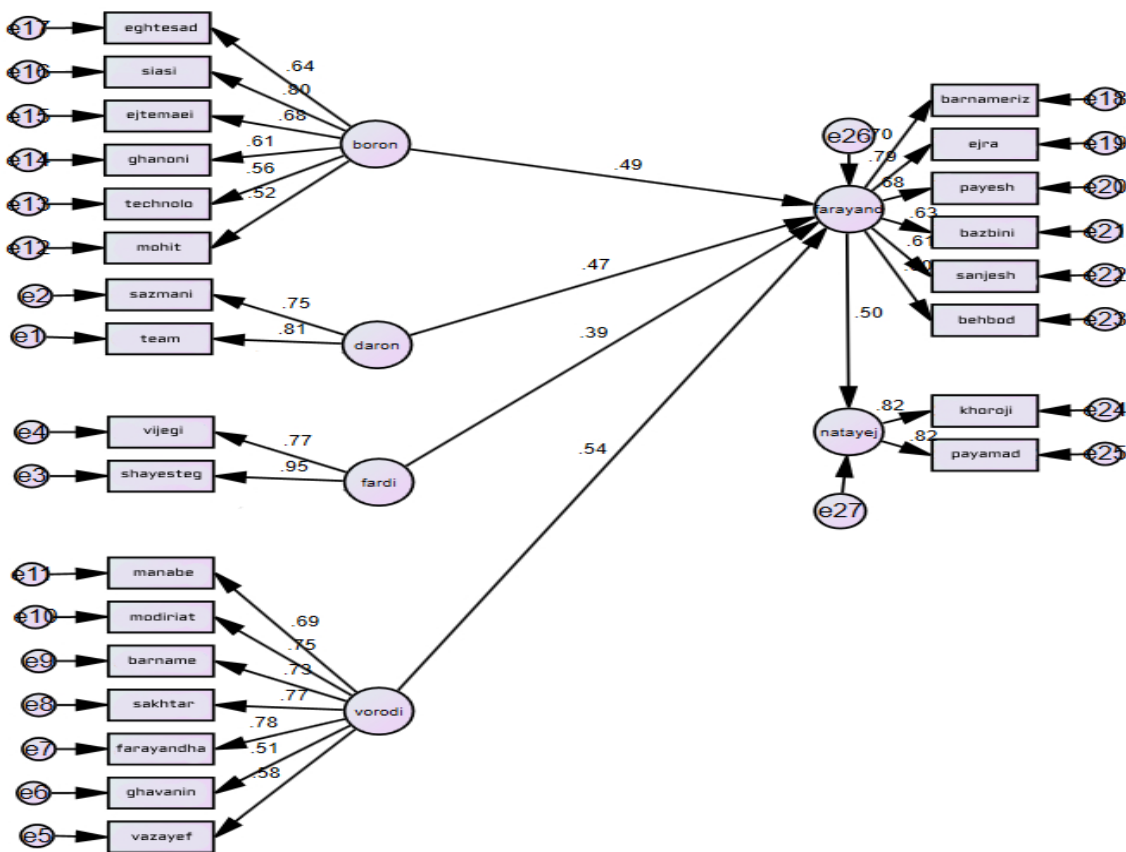 e17
eghtesad
e16
siasi
e15
ejtemaei
e14
ghanoni
e13
technolo
e12
mohit
.64
.80
.68
.61
.56
.52
boron
e2
sazmani
e1
team
.75
.81
daron
e4
vijegi
e3
shayesteg
.77
.95
fardi
e11
manabe
e10
modiriat
e9
barname
e8
sakhtar
e7
farayandha
e6
ghavanin
e5
vazayef
.69
.75
.73
.77
.78
.51
.58
vorodi
.49
.47
.39
.54
e26
farayand
.70
.79
.68
.63
.61
barnameriz
e18
ejra
e19
payesh
e20
bazbini
e21
sanjesh
e22
behbod
e23
.50
natayej
e27
.82
.82
khoroji
e24
payamad
e25